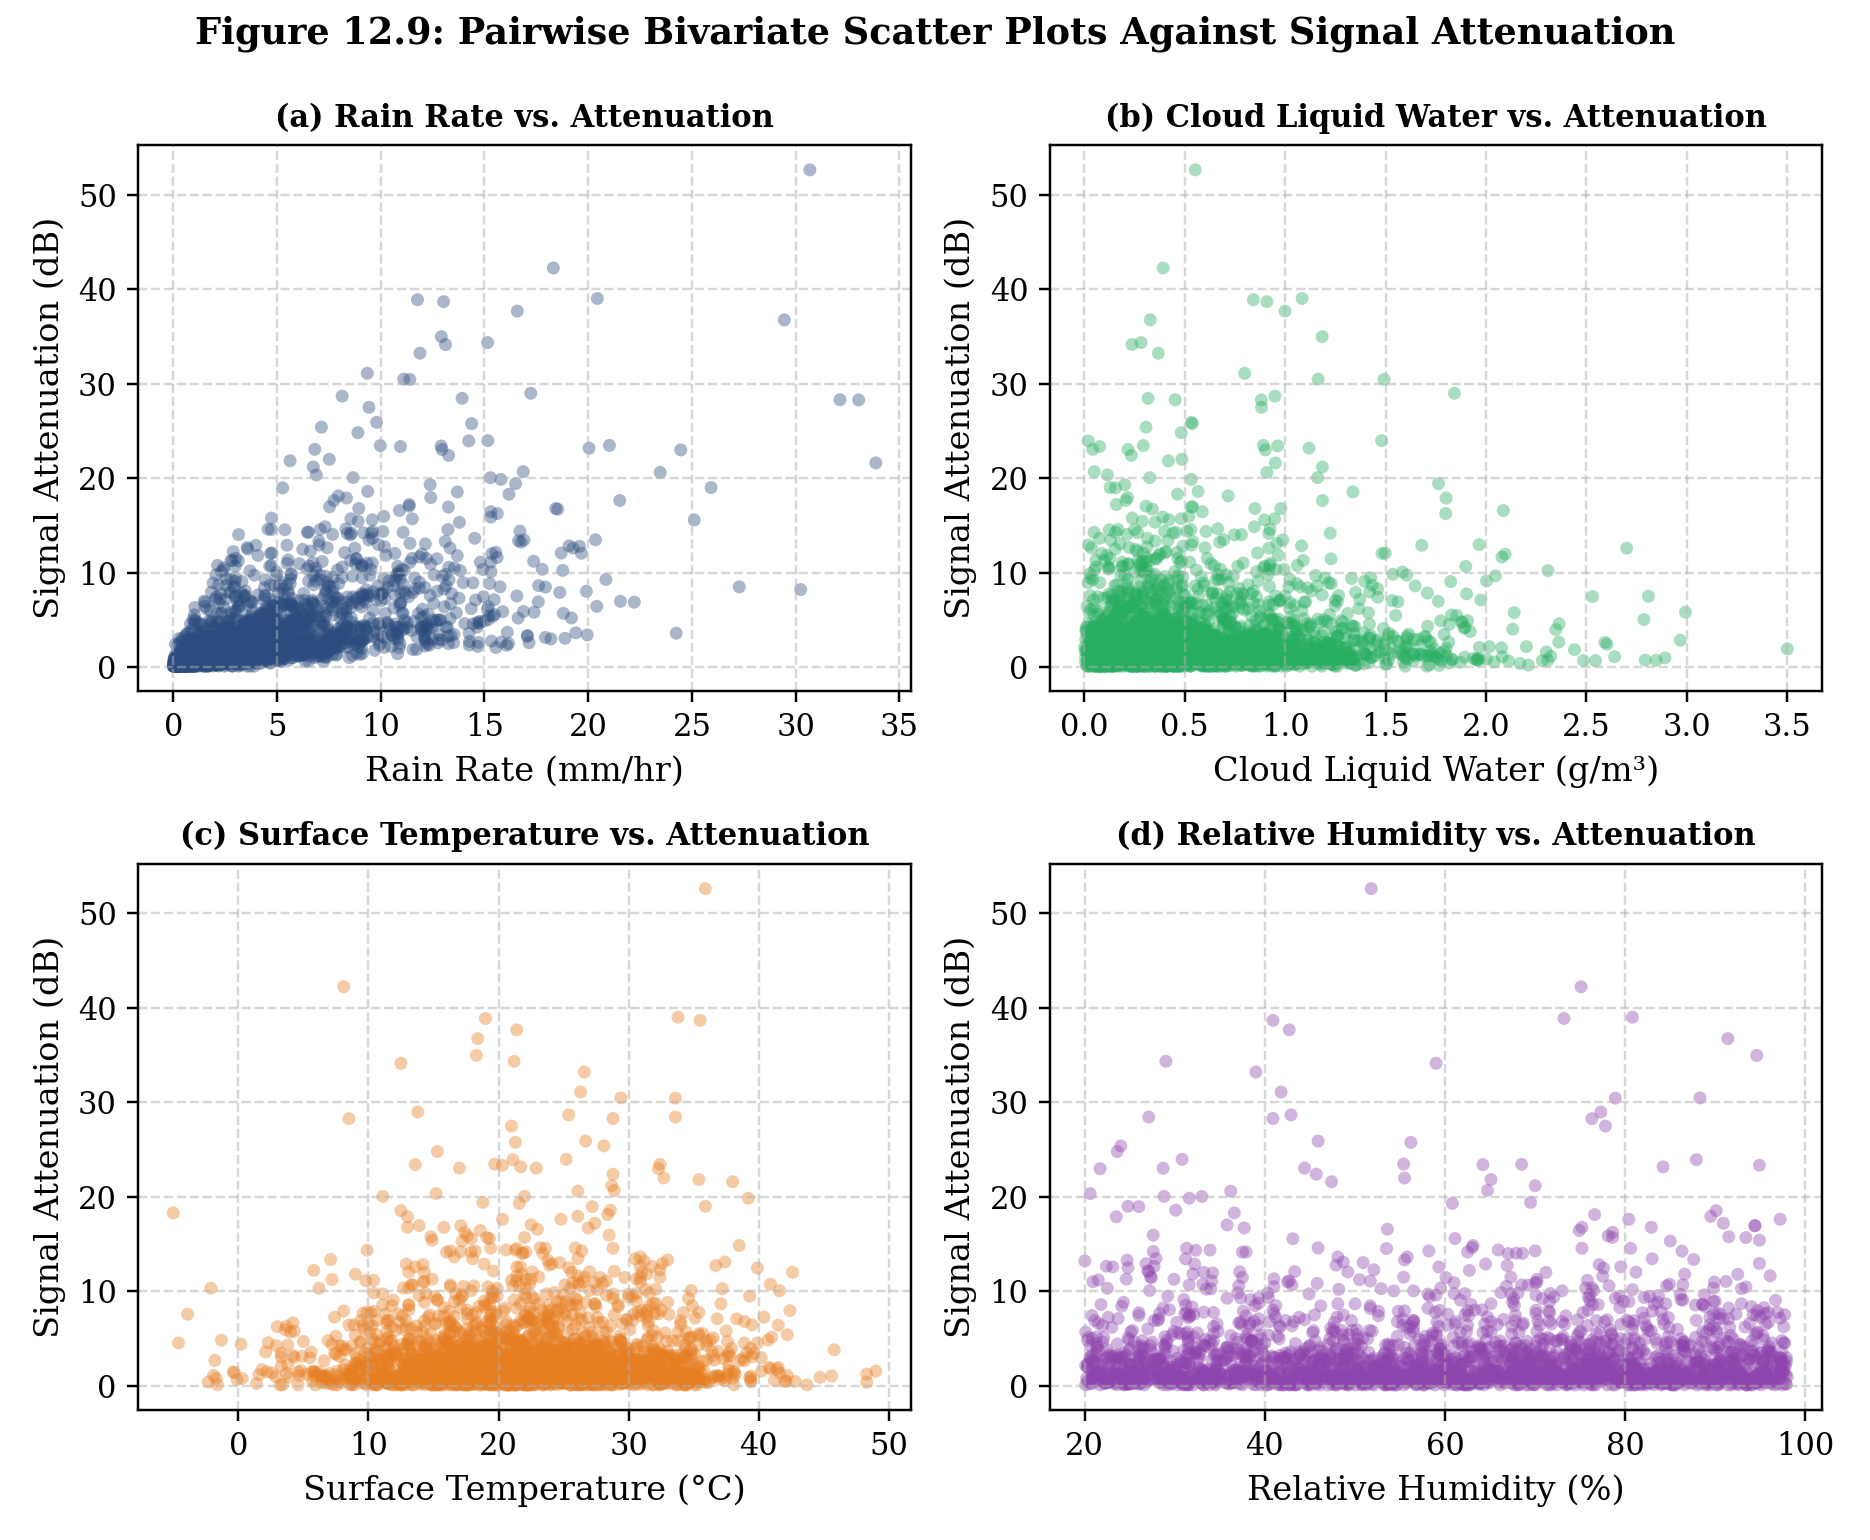 Figure 12.9: Pairwise Bivariate Scatter Plots Against Signal Attenuation
(a) Rain Rate vs. Attenuation
Signal Attenuation (dB)
50
40
30
20
10
0
0 5 10 15 20 25 30 35
Rain Rate (mm/hr)
(b) Cloud Liquid Water vs. Attenuation
Signal Attenuation (dB)
50
40
30
20
10
0
0.0 0.5 1.0 1.5 2.0 2.5 3.0 3.5
Cloud Liquid Water (g/m³)
(c) Surface Temperature vs. Attenuation
Signal Attenuation (dB)
50
40
30
20
10
0
0 10 20 30 40 50
Surface Temperature (°C)
(d) Relative Humidity vs. Attenuation
Signal Attenuation (dB)
50
40
30
20
10
0
20 40 60 80 100
Relative Humidity (%)